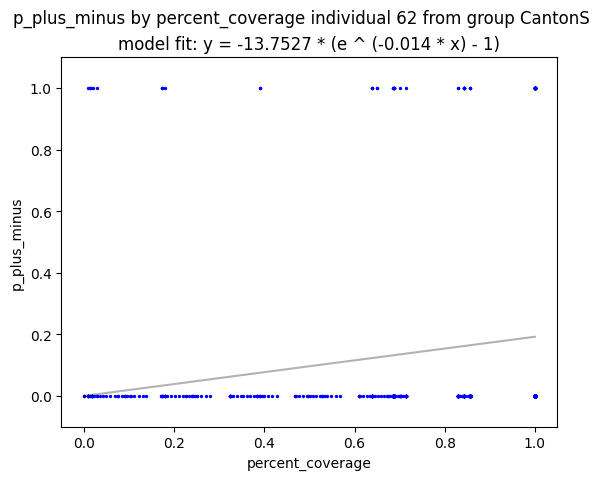 p_plus_minus by percent_coverage individual 62 from group CantonS
model fit: y = -13.7527 * (e ^ (-0.014 * x) - 1)
p_plus_minus
1.0
0.8
0.6
0.4
0.2
0.0
0.0 0.2 0.4 0.6 0.8 1.0
percent_coverage